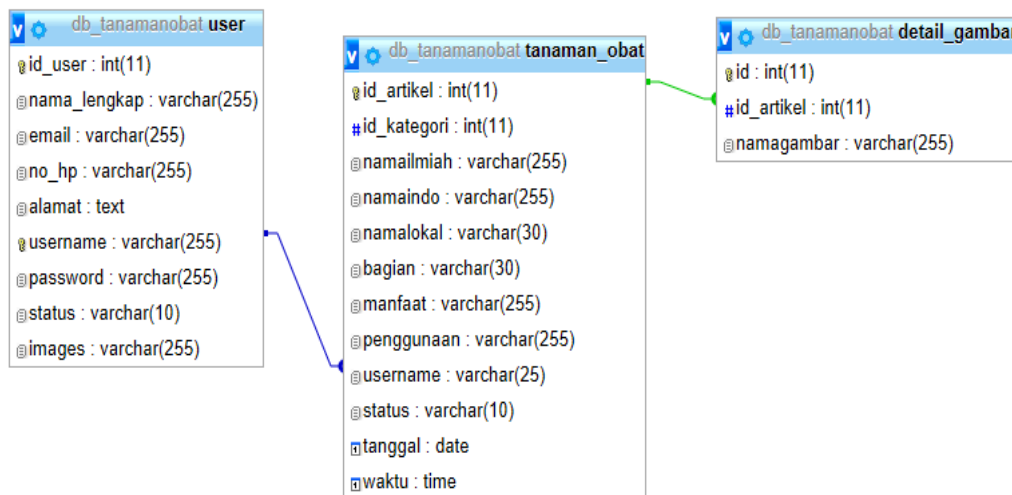 db_tanamanobat user
id_user : int(11)
nama_lengkap : varchar(255)
email : varchar(255)
no_hp : varchar(255)
alamat : text
username : varchar(255)
password : varchar(255)
status : varchar(10)
images : varchar(255)
db_tanamanobat tanaman_obat
id_artikel : int(11)
id_kategori : int(11)
namailmiah : varchar(255)
namaindo : varchar(255)
namalokal : varchar(30)
bagian : varchar(30)
manfaat : varchar(255)
penggunaan : varchar(255)
username : varchar(25)
status : varchar(10)
tanggal : date
waktu : time
db_tanamanobat detail_gambar
id : int(11)
id_artikel : int(11)
namagambar : varchar(255)